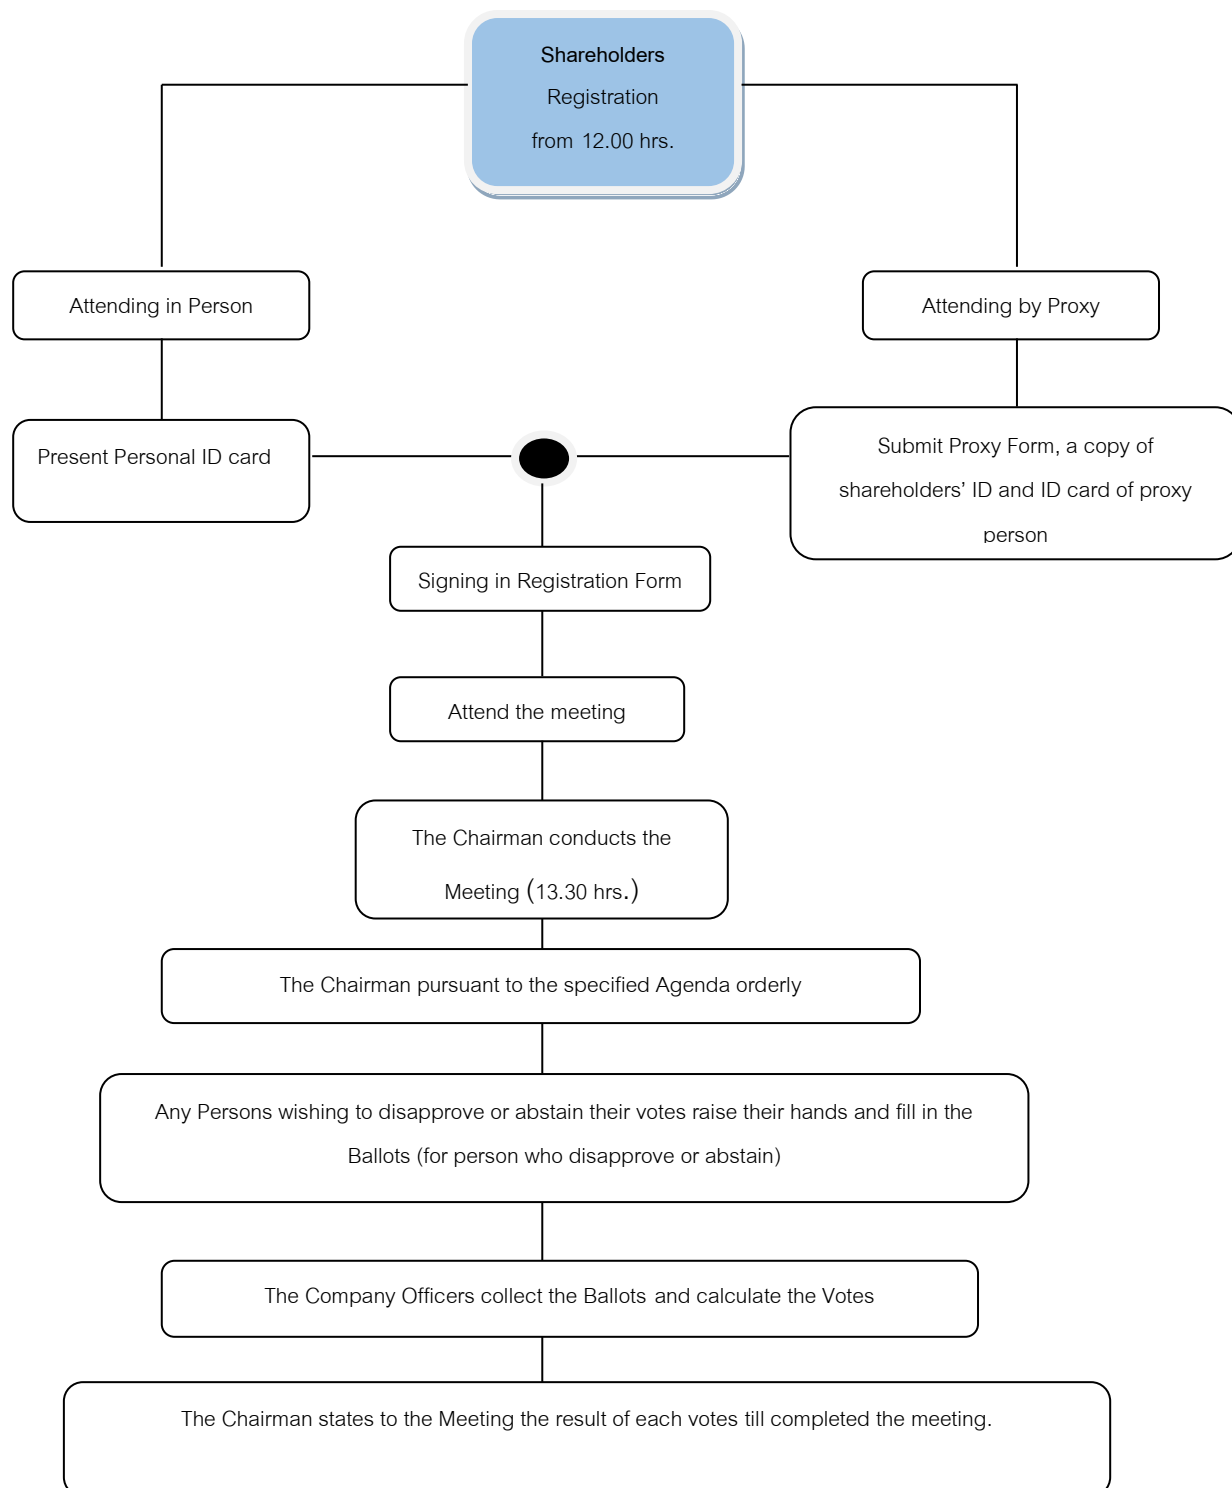 Shareholders
Registration
from 12.00 hrs.
Attending in Person
Attending by Proxy
Present Personal ID card
Submit Proxy Form, a copy of
shareholders’ ID and ID card of proxy
person
Signing in Registration Form
Attend the meeting
The Chairman conducts the
Meeting (13.30 hrs.)
The Chairman pursuant to the specified Agenda orderly
Any Persons wishing to disapprove or abstain their votes raise their hands and fill in the
Ballots (for person who disapprove or abstain)
The Company Officers collect the Ballots and calculate the Votes
The Chairman states to the Meeting the result of each votes till completed the meeting.